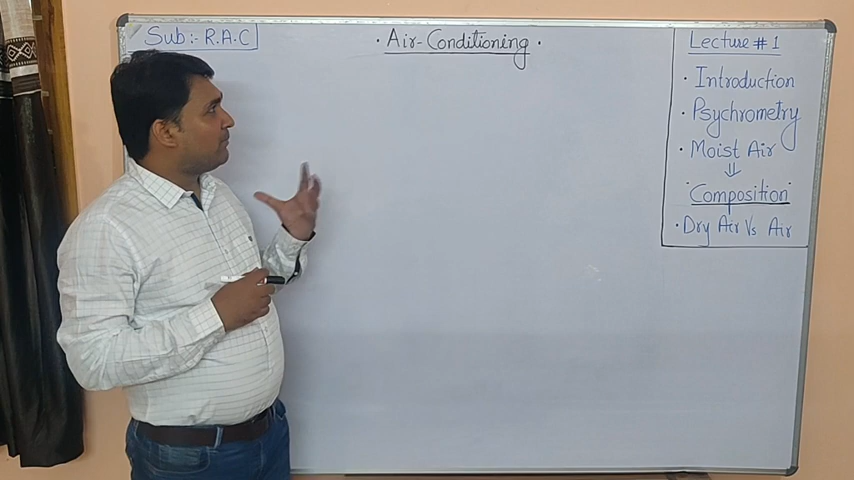 Sub:- R.A.C
• Air-Conditioning •
Lecture # 1
• Introduction
• Psychrometry
• Moist Air
⇓
"Composition"
• Dry Air Vs Air